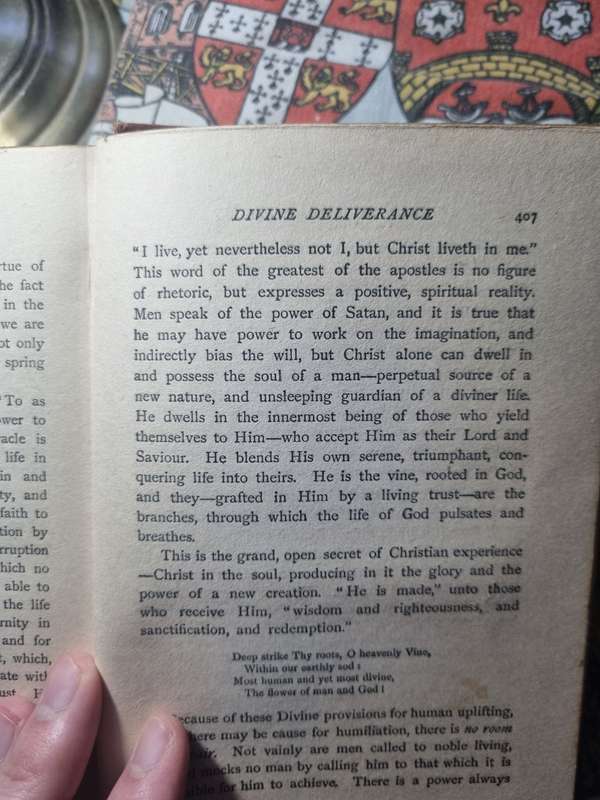 DIVINE DELIVERANCE 407
"I live, yet nevertheless not I, but Christ liveth in me."
This word of the greatest of the apostles is no figure
of rhetoric, but expresses a positive, spiritual reality.
Men speak of the power of Satan, and it is true that
he may have power to work on the imagination, and
indirectly bias the will, but Christ alone can dwell in
and possess the soul of a man—perpetual source of a
new nature, and unsleeping guardian of a diviner life.
He dwells in the innermost being of those who yield
themselves to Him—who accept Him as their Lord and
Saviour. He blends His own serene, triumphant, con-
quering life into theirs. He is the vine, rooted in God,
and they—grafted in Him by a living trust—are the
branches, through which the life of God pulsates and
breathes.
This is the grand, open secret of Christian experience
—Christ in the soul, producing in it the glory and the
power of a new creation. "He is made," unto those
who receive Him, "wisdom and righteousness, and
sanctification, and redemption."
Deep strike Thy roots, O heavenly Vine,
Within our earthly sod :
Most human and yet most divine,
The flower of man and God !
of these Divine provisions for human uplifting,
may be cause for humiliation, there is no room
Not vainly are men called to noble living,
mocks no man by calling him to that which it is
for him to achieve. There is a power always
of
fact
in the
we are
only
spring
"To as
to
is
life in
in and
and
faith to
by
which no
able to
the life
in
and for
which,